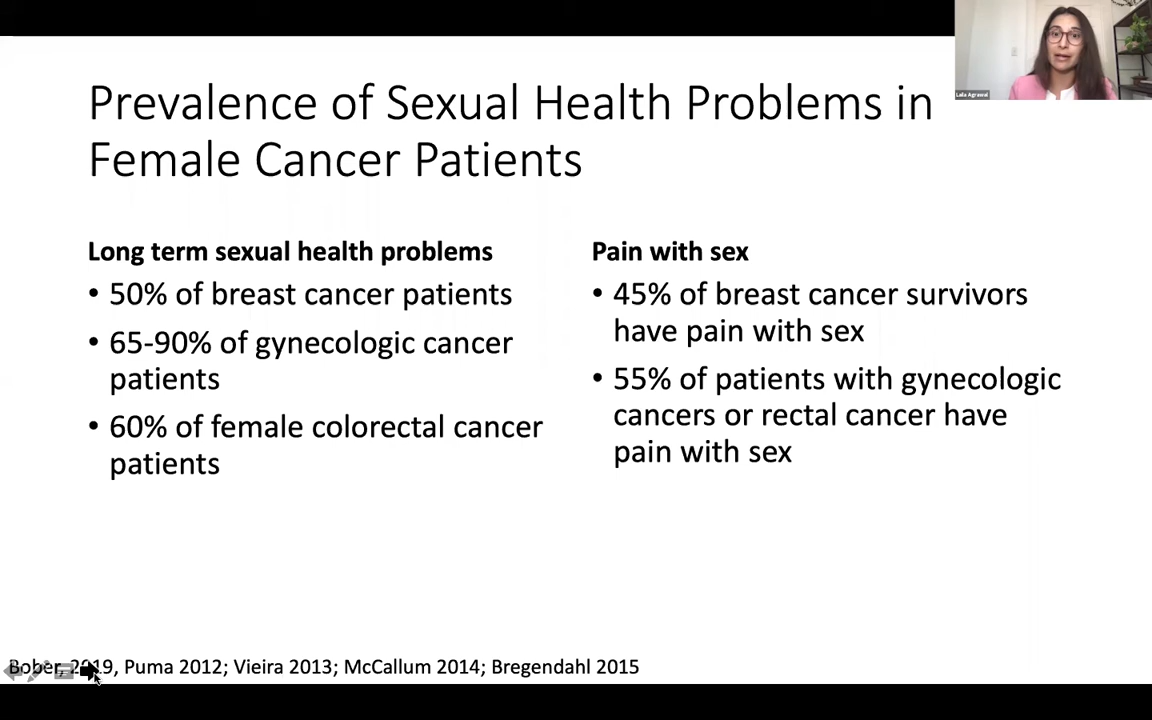 Prevalence of Sexual Health Problems in
Female Cancer Patients
Laila Agrawal
Long term sexual health problems
• 50% of breast cancer patients
• 65-90% of gynecologic cancer
patients
• 60% of female colorectal cancer
patients
Pain with sex
• 45% of breast cancer survivors
have pain with sex
• 55% of patients with gynecologic
cancers or rectal cancer have
pain with sex
Bober, 2019, Puma 2012; Vieira 2013; McCallum 2014; Bregendahl 2015